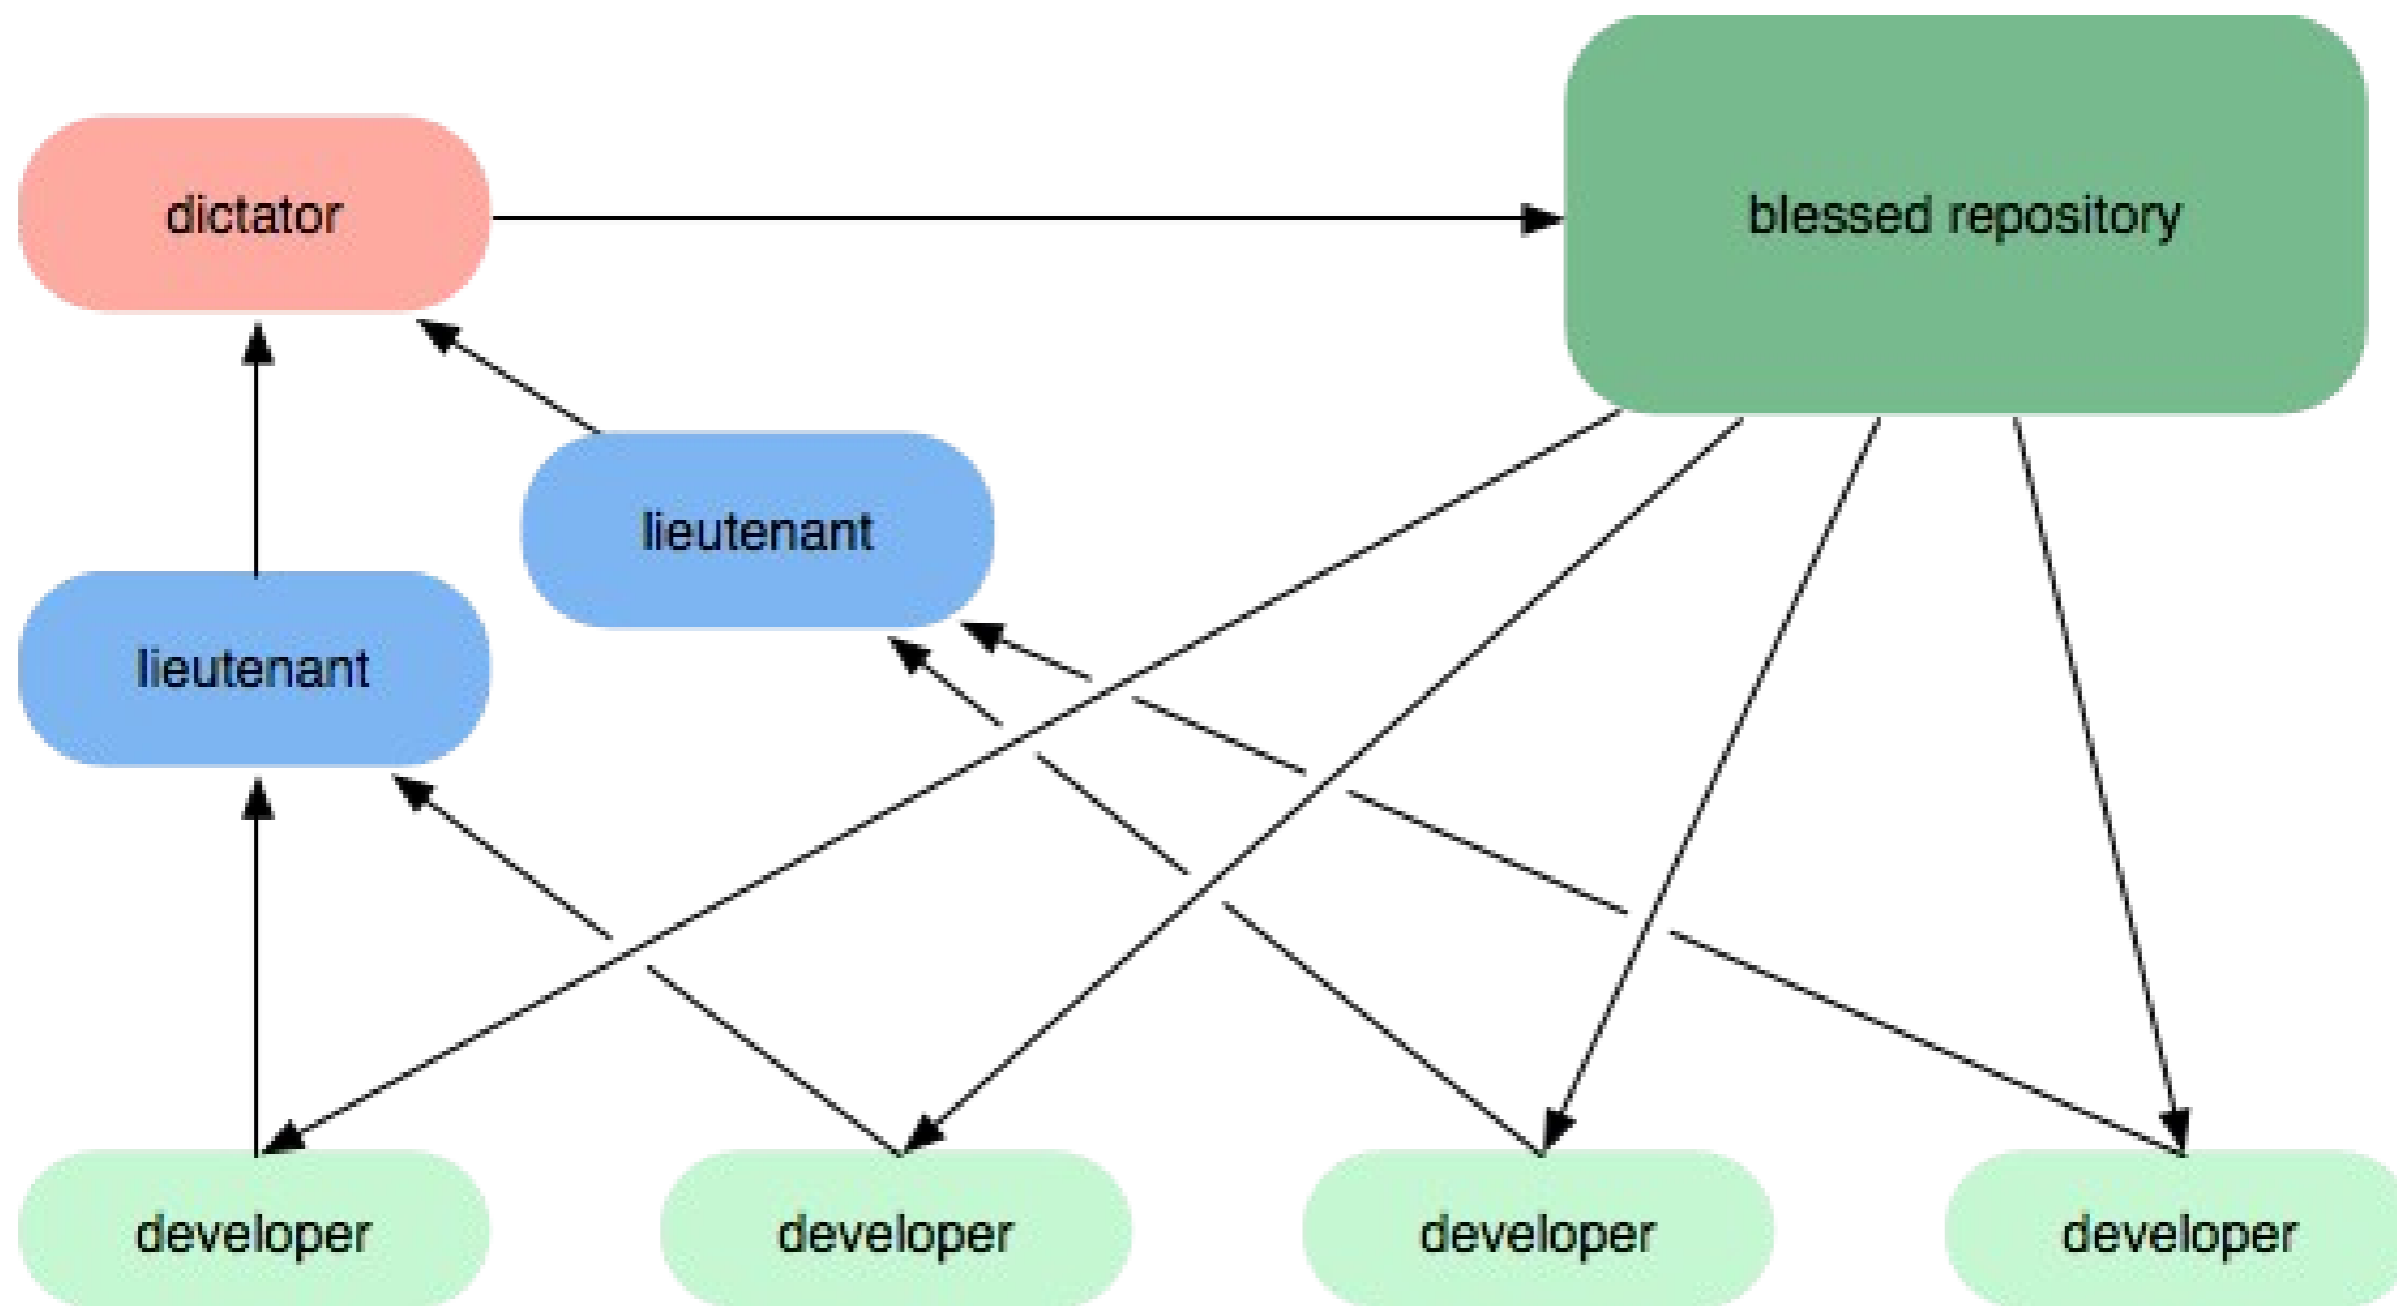 dictator
blessed repository
lieutenant
lieutenant
developer
developer
developer
developer